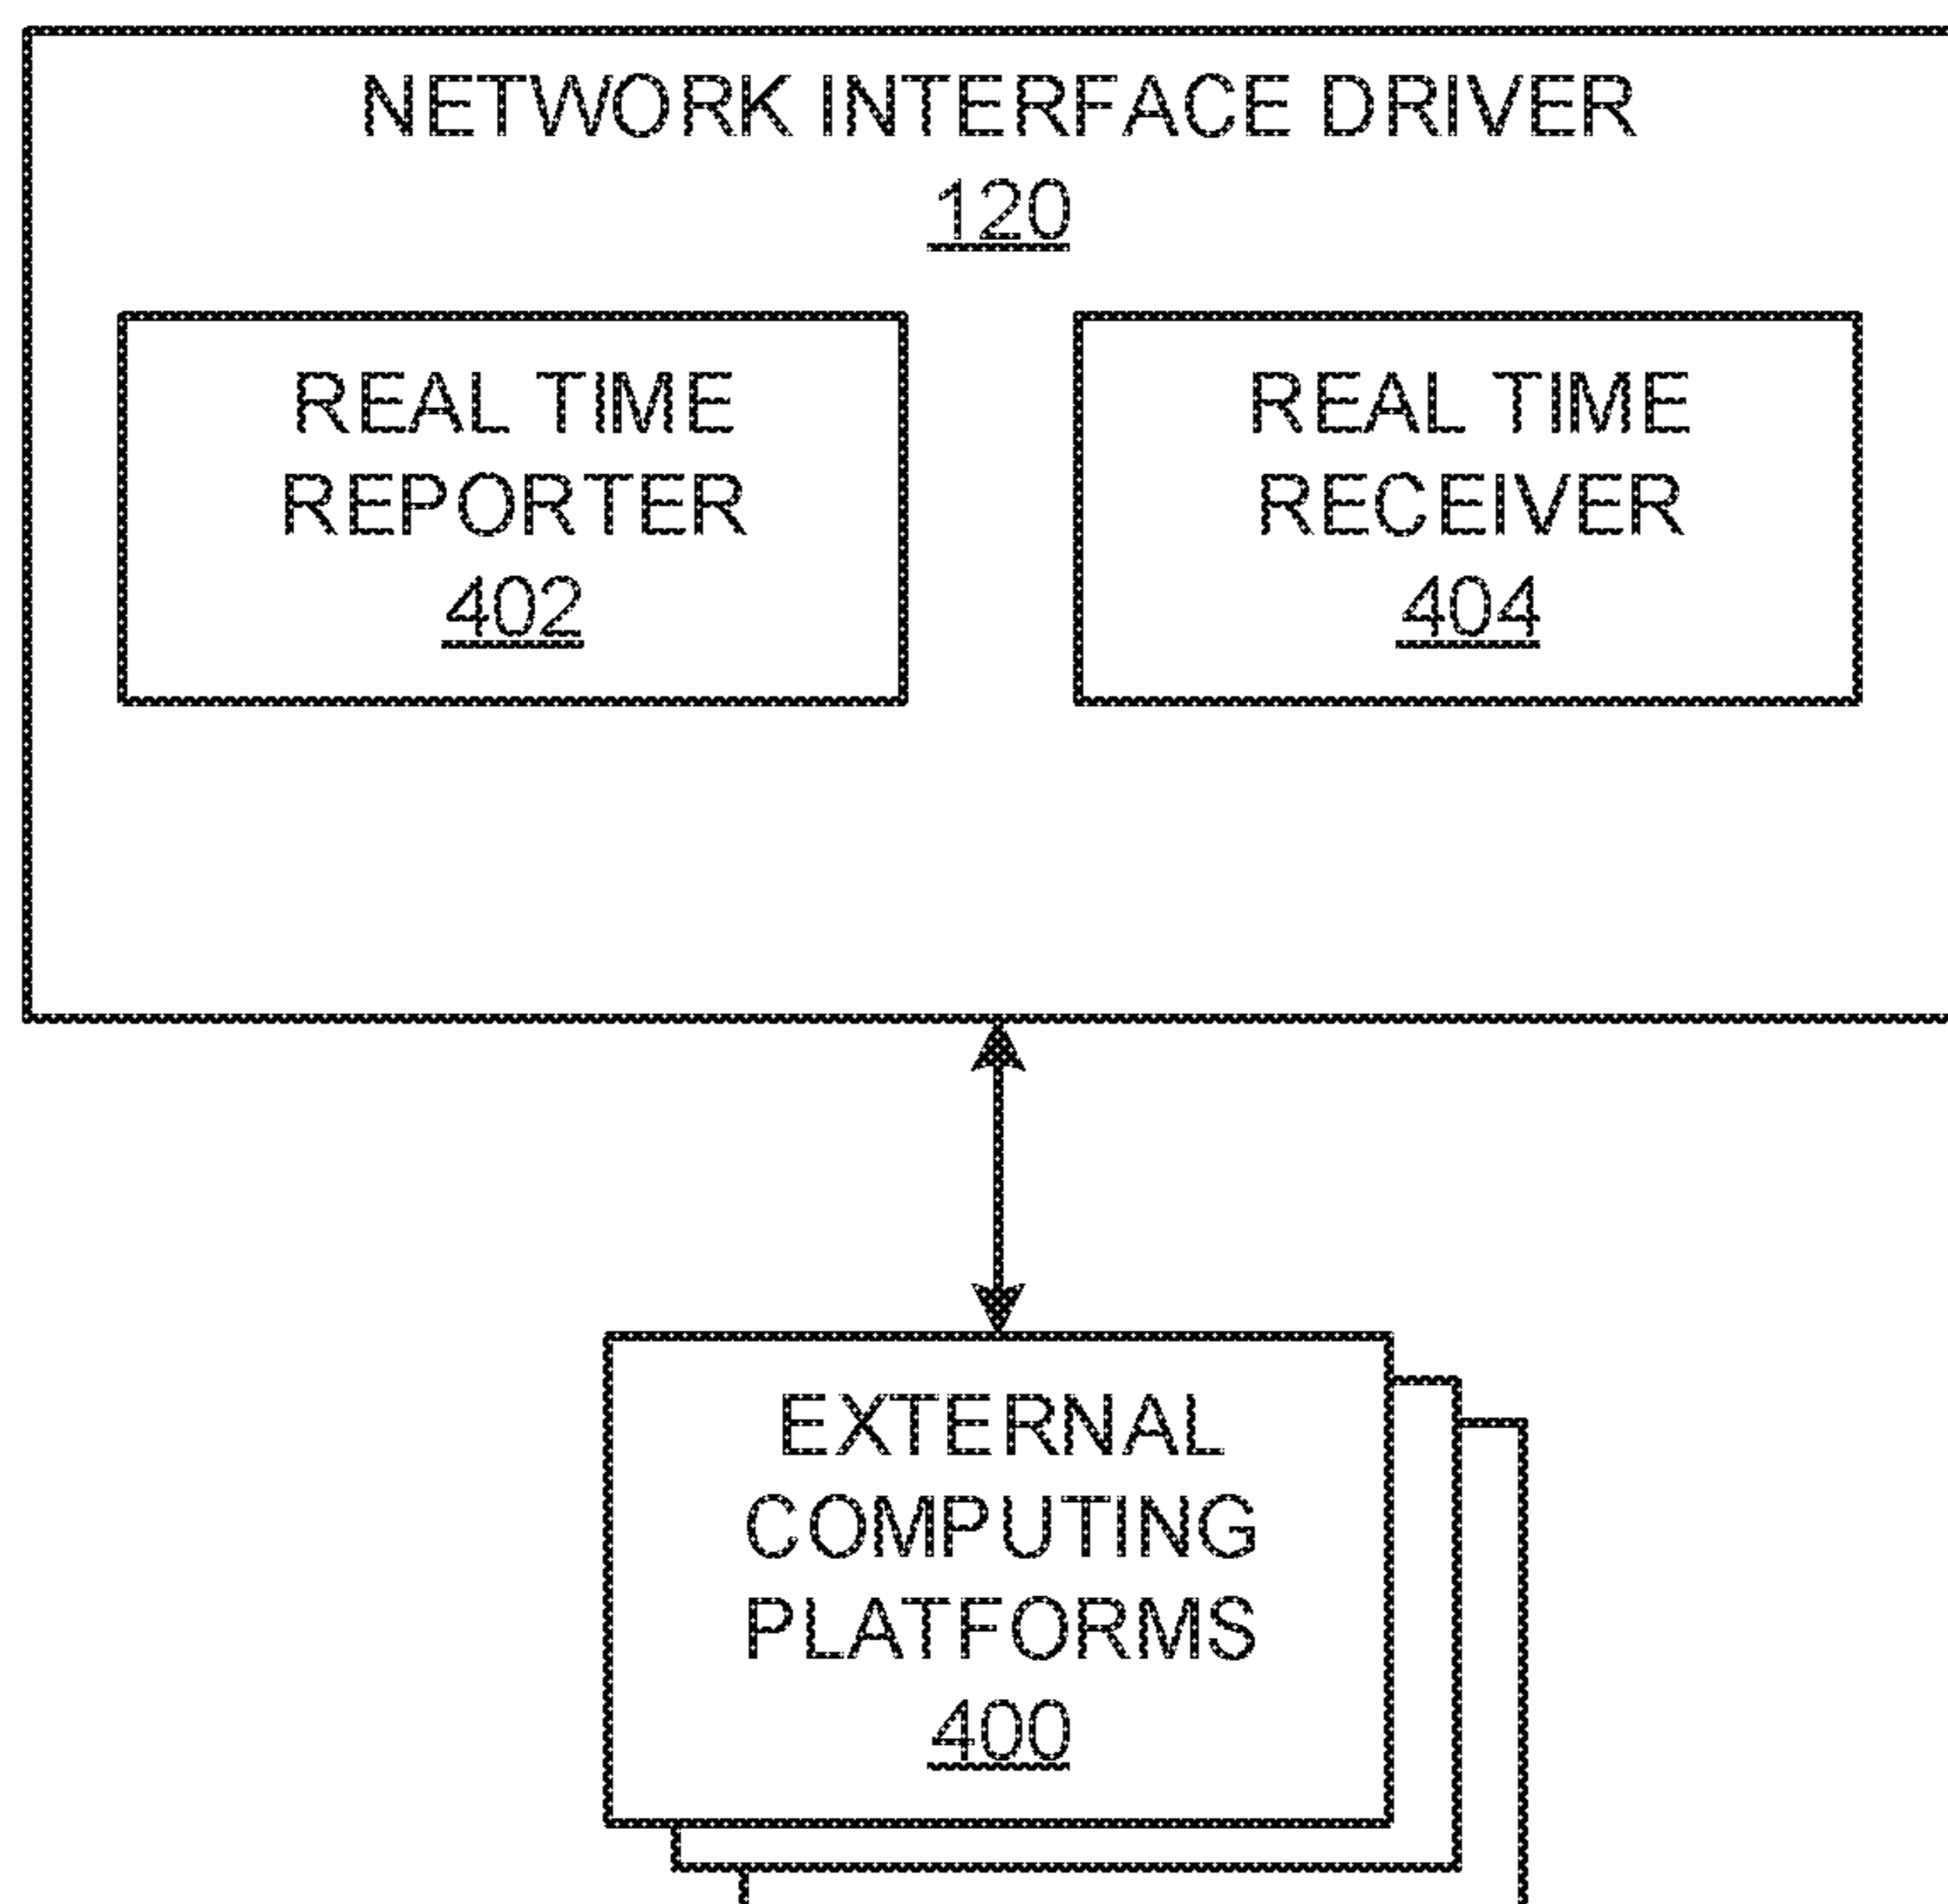 NETWORK INTERFACE DRIVER
120
REAL TIME
REPORTER
402
REAL TIME
RECEIVER
404
EXTERNAL
COMPUTING
PLATFORMS
400